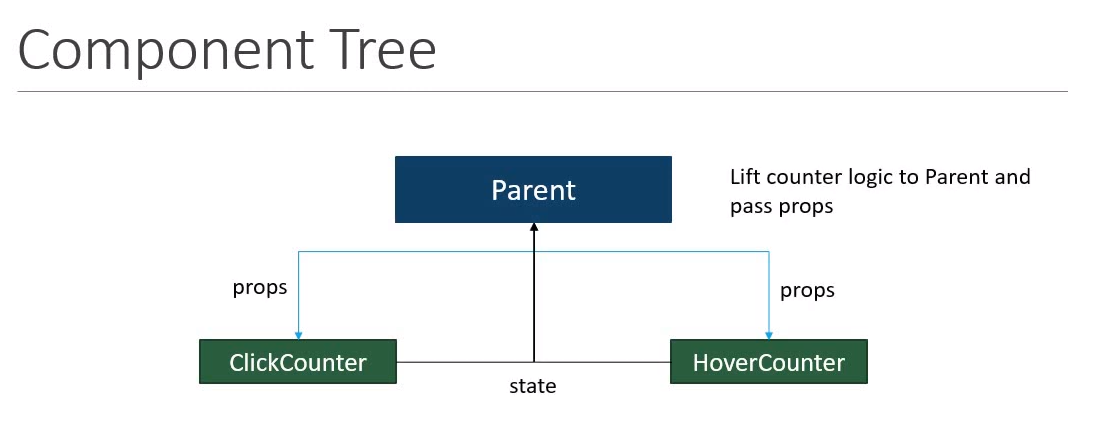 Component Tree
Parent
Lift counter logic to Parent and
pass props
props
props
ClickCounter
HoverCounter
state